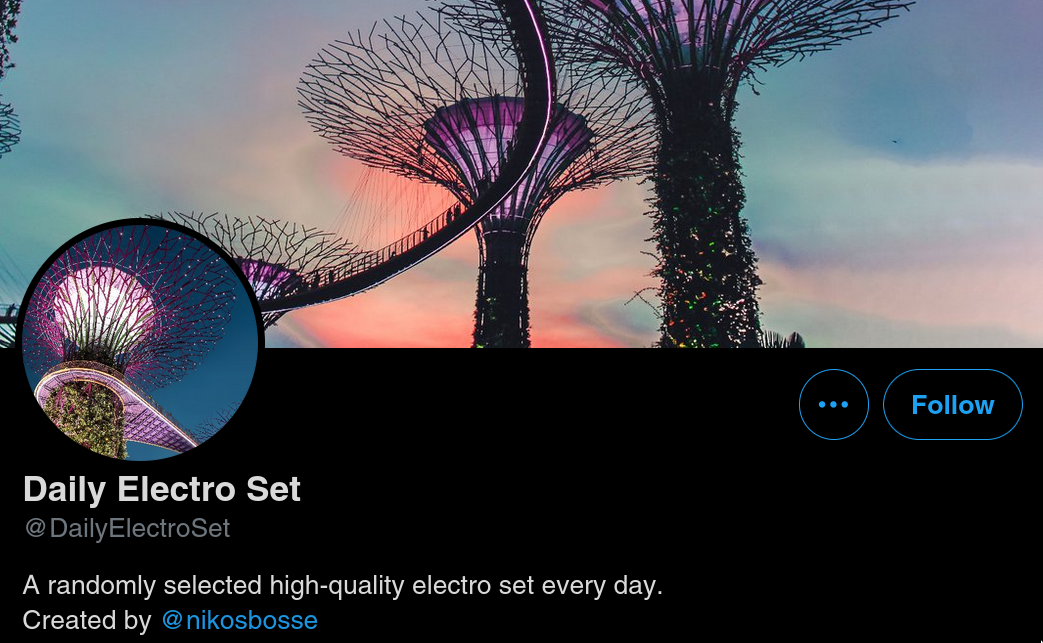 Follow
Daily Electro Set
@DailyElectroSet
A randomly selected high-quality electro set every day.
Created by @nikosbosse